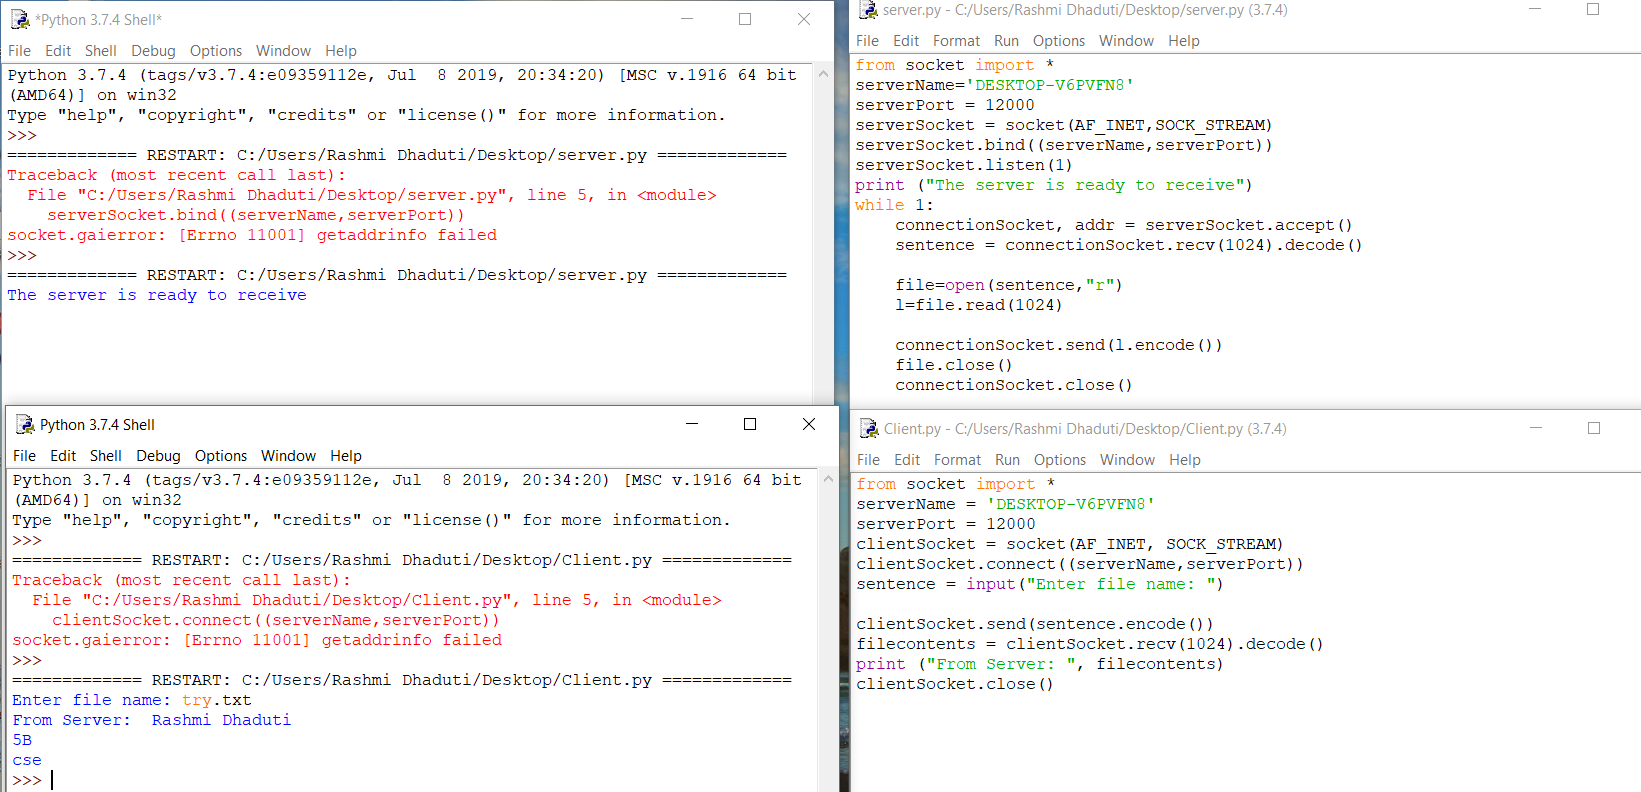 *Python 3.7.4 Shell*
File Edit Shell Debug Options Window Help
Python 3.7.4 (tags/v3.7.4:e09359112e, Jul  8 2019, 20:34:20) [MSC v.1916 64 bit
(AMD64)] on win32
Type "help", "copyright", "credits" or "license()" for more information.
>>>
============= RESTART: C:/Users/Rashmi Dhaduti/Desktop/server.py =============
Traceback (most recent call last):
  File "C:/Users/Rashmi Dhaduti/Desktop/server.py", line 5, in <module>
    serverSocket.bind((serverName,serverPort))
socket.gaierror: [Errno 11001] getaddrinfo failed
>>>
============= RESTART: C:/Users/Rashmi Dhaduti/Desktop/server.py =============
The server is ready to receive
server.py - C:/Users/Rashmi Dhaduti/Desktop/server.py (3.7.4)
File Edit Format Run Options Window Help
from socket import *
serverName='DESKTOP-V6PVFN8'
serverPort = 12000
serverSocket = socket(AF_INET,SOCK_STREAM)
serverSocket.bind((serverName,serverPort))
serverSocket.listen(1)
print ("The server is ready to receive")
while 1:
    connectionSocket, addr = serverSocket.accept()
    sentence = connectionSocket.recv(1024).decode()
    file=open(sentence,"r")
    l=file.read(1024)
    connectionSocket.send(l.encode())
    file.close()
    connectionSocket.close()
Python 3.7.4 Shell
File Edit Shell Debug Options Window Help
Python 3.7.4 (tags/v3.7.4:e09359112e, Jul  8 2019, 20:34:20) [MSC v.1916 64 bit
(AMD64)] on win32
Type "help", "copyright", "credits" or "license()" for more information.
>>>
============= RESTART: C:/Users/Rashmi Dhaduti/Desktop/Client.py =============
Traceback (most recent call last):
  File "C:/Users/Rashmi Dhaduti/Desktop/Client.py", line 5, in <module>
    clientSocket.connect((serverName,serverPort))
socket.gaierror: [Errno 11001] getaddrinfo failed
>>>
============= RESTART: C:/Users/Rashmi Dhaduti/Desktop/Client.py =============
Enter file name: try.txt
From Server:  Rashmi Dhaduti
5B
cse
>>>
Client.py - C:/Users/Rashmi Dhaduti/Desktop/Client.py (3.7.4)
File Edit Format Run Options Window Help
from socket import *
serverName = 'DESKTOP-V6PVFN8'
serverPort = 12000
clientSocket = socket(AF_INET, SOCK_STREAM)
clientSocket.connect((serverName,serverPort))
sentence = input("Enter file name: ")
clientSocket.send(sentence.encode())
filecontents = clientSocket.recv(1024).decode()
print ("From Server: ", filecontents)
clientSocket.close()